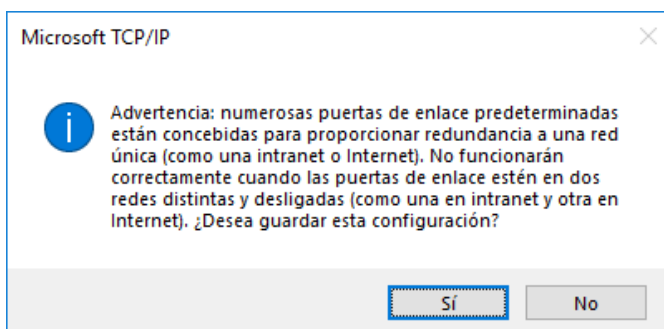 Microsoft TCP/IP
Advertencia: numerosas puertas de enlace predeterminadas
están concebidas para proporcionar redundancia a una red
única (como una intranet o Internet). No funcionarán
correctamente cuando las puertas de enlace estén en dos
redes distintas y desligadas (como una en intranet y otra en
Internet). ¿Desea guardar esta configuración?
Sí
No